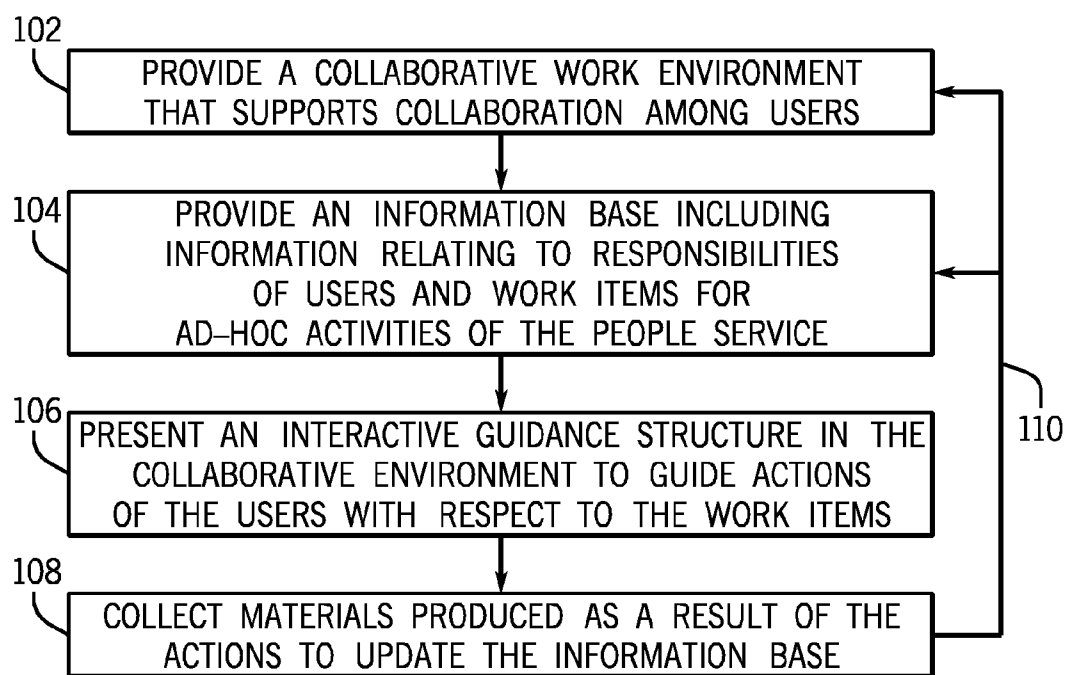 102
PROVIDE A COLLABORATIVE WORK ENVIRONMENT
THAT SUPPORTS COLLABORATION AMONG USERS
104
PROVIDE AN INFORMATION BASE INCLUDING
INFORMATION RELATING TO RESPONSIBILITIES
OF USERS AND WORK ITEMS FOR
AD–HOC ACTIVITIES OF THE PEOPLE SERVICE
106
PRESENT AN INTERACTIVE GUIDANCE STRUCTURE IN THE
COLLABORATIVE ENVIRONMENT TO GUIDE ACTIONS
OF THE USERS WITH RESPECT TO THE WORK ITEMS
110
108
COLLECT MATERIALS PRODUCED AS A RESULT OF THE
ACTIONS TO UPDATE THE INFORMATION BASE